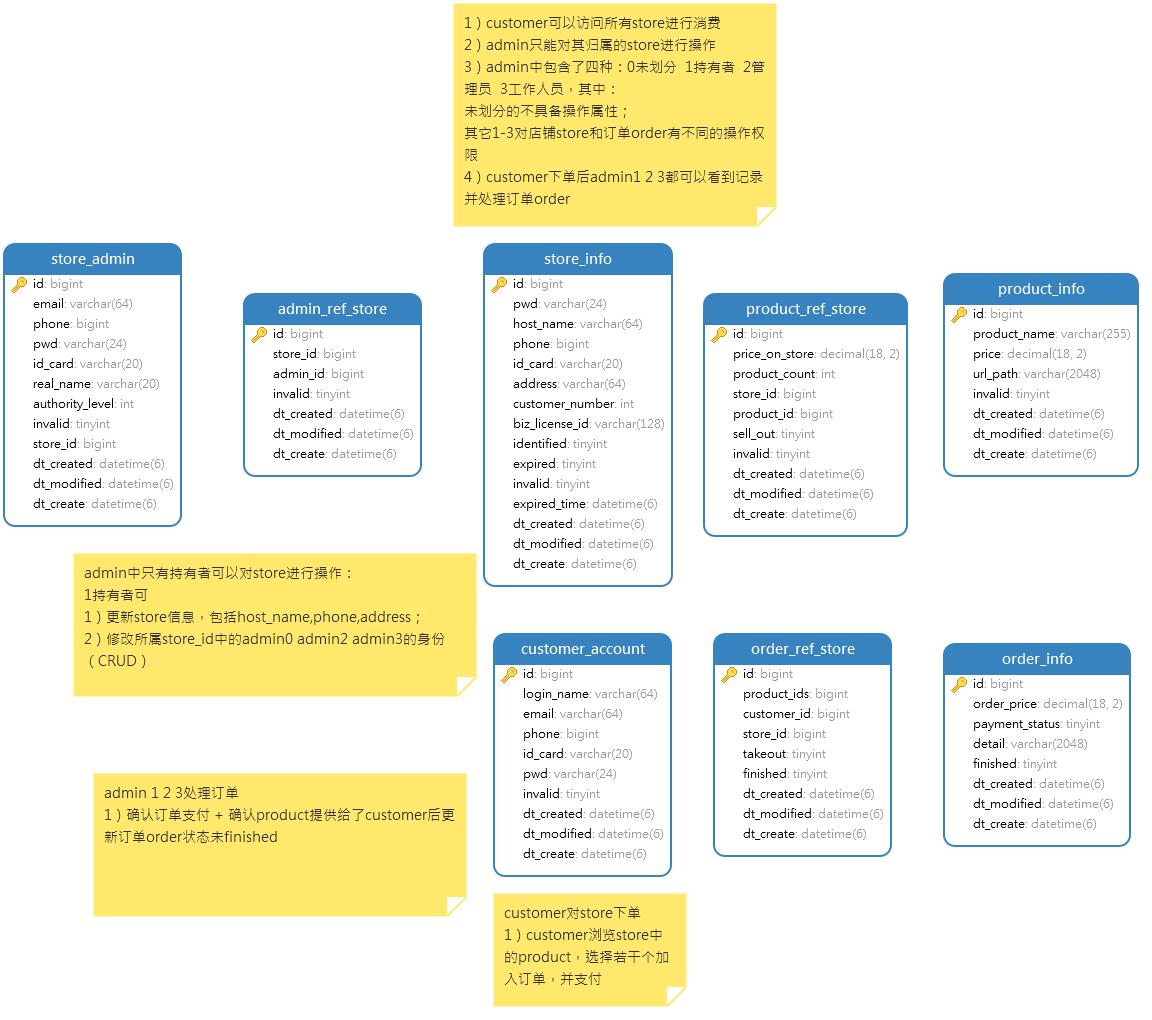 1）customer可以访问所有store进行消费
2）admin只能对其归属的store进行操作
3）admin中包含了四种：0未划分 1持有者 2管
理员 3工作人员，其中：
未划分的不具备操作属性；
其它1-3对店铺store和订单order有不同的操作权
限
4）customer下单后admin1 2 3都可以看到记录
并处理订单order
store_admin
id: bigint
email: varchar(64)
phone: bigint
pwd: varchar(24)
id_card: varchar(20)
real_name: varchar(20)
authority_level: int
invalid: tinyint
store_id: bigint
dt_created: datetime(6)
dt_modified: datetime(6)
dt_create: datetime(6)
admin_ref_store
id: bigint
store_id: bigint
admin_id: bigint
invalid: tinyint
dt_created: datetime(6)
dt_modified: datetime(6)
dt_create: datetime(6)
store_info
id: bigint
pwd: varchar(24)
host_name: varchar(64)
phone: bigint
id_card: varchar(20)
address: varchar(64)
customer_number: int
biz_license_id: varchar(128)
identified: tinyint
expired: tinyint
invalid: tinyint
expired_time: datetime(6)
dt_created: datetime(6)
dt_modified: datetime(6)
dt_create: datetime(6)
product_ref_store
id: bigint
price_on_store: decimal(18, 2)
product_count: int
store_id: bigint
product_id: bigint
sell_out: tinyint
invalid: tinyint
dt_created: datetime(6)
dt_modified: datetime(6)
dt_create: datetime(6)
product_info
id: bigint
product_name: varchar(255)
price: decimal(18, 2)
url_path: varchar(2048)
invalid: tinyint
dt_created: datetime(6)
dt_modified: datetime(6)
dt_create: datetime(6)
admin中只有持有者可以对store进行操作：
1持有者可
1）更新store信息，包括host_name,phone,address；
2）修改所属store_id中的admin0 admin2 admin3的身份
（CRUD）
customer_account
id: bigint
login_name: varchar(64)
email: varchar(64)
phone: bigint
id_card: varchar(20)
pwd: varchar(24)
invalid: tinyint
dt_created: datetime(6)
dt_modified: datetime(6)
dt_create: datetime(6)
order_ref_store
id: bigint
product_ids: bigint
customer_id: bigint
store_id: bigint
takeout: tinyint
finished: tinyint
dt_created: datetime(6)
dt_modified: datetime(6)
dt_create: datetime(6)
order_info
id: bigint
order_price: decimal(18, 2)
payment_status: tinyint
detail: varchar(2048)
finished: tinyint
dt_created: datetime(6)
dt_modified: datetime(6)
dt_create: datetime(6)
admin 1 2 3处理订单
1）确认订单支付 + 确认product提供给了customer后更
新订单order状态未finished
customer对store下单
1）customer浏览store中
的product，选择若干个加
入订单，并支付